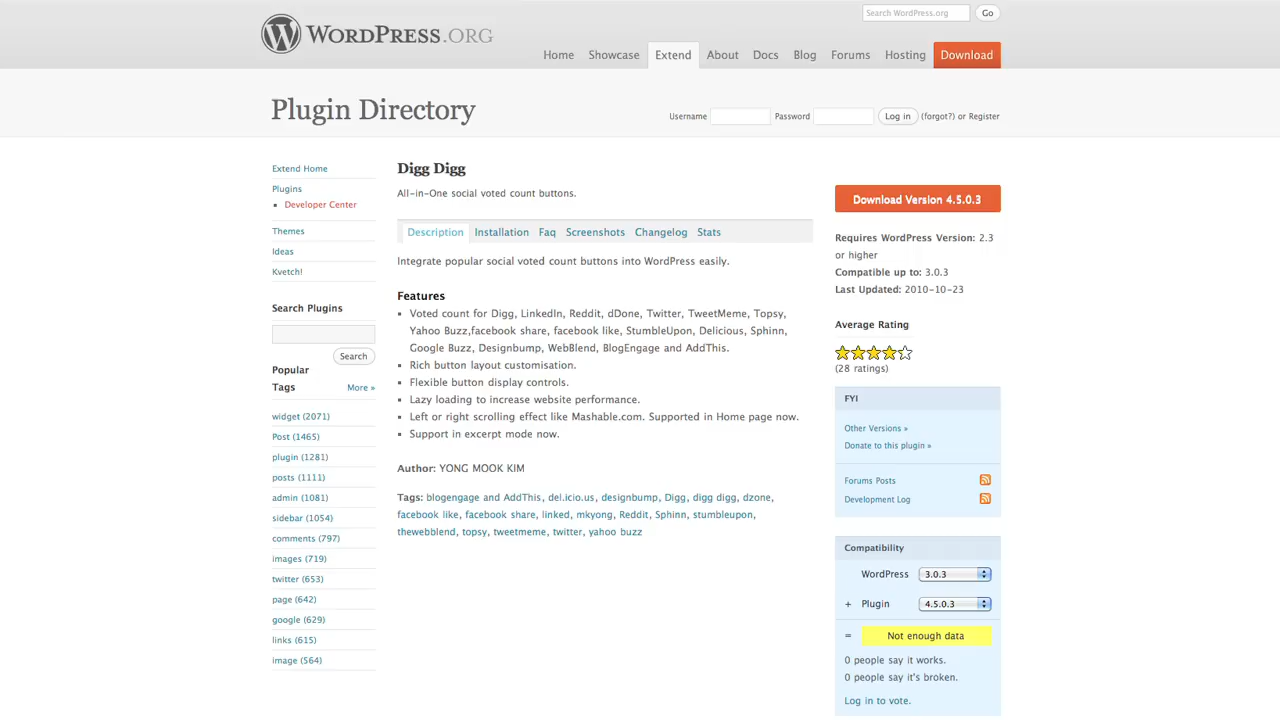 Search WordPress.org Go
WORDPRESS.ORG
Home Showcase Extend About Docs Blog Forums Hosting Download
Plugin Directory
Username Password Log in (forgot?) or Register
Extend Home
Plugins
Developer Center
Themes
Ideas
Kvetch!
Search Plugins
Search
Popular
Tags More »
widget (2071)
Post (1465)
plugin (1281)
posts (1111)
admin (1081)
sidebar (1054)
comments (797)
images (719)
twitter (653)
page (642)
google (629)
links (615)
image (564)
Digg Digg
All-in-One social voted count buttons.
Description Installation Faq Screenshots Changelog Stats
Integrate popular social voted count buttons into WordPress easily.
Features
Voted count for Digg, LinkedIn, Reddit, dDone, Twitter, TweetMeme, Topsy,
Yahoo Buzz,facebook share, facebook like, StumbleUpon, Delicious, Sphinn,
Google Buzz, Designbump, WebBlend, BlogEngage and AddThis.
Rich button layout customisation.
Flexible button display controls.
Lazy loading to increase website performance.
Left or right scrolling effect like Mashable.com. Supported in Home page now.
Support in excerpt mode now.
Author: YONG MOOK KIM
Tags: blogengage and AddThis, del.icio.us, designbump, Digg, digg digg, dzone,
facebook like, facebook share, linked, mkyong, Reddit, Sphinn, stumbleupon,
thewebblend, topsy, tweetmeme, twitter, yahoo buzz
Download Version 4.5.0.3
Requires WordPress Version: 2.3
or higher
Compatible up to: 3.0.3
Last Updated: 2010-10-23
Average Rating
(28 ratings)
FYI
Other Versions »
Donate to this plugin »
Forums Posts
Development Log
Compatibility
WordPress 3.0.3
+ Plugin 4.5.0.3
= Not enough data
0 people say it works.
0 people say it's broken.
Log in to vote.